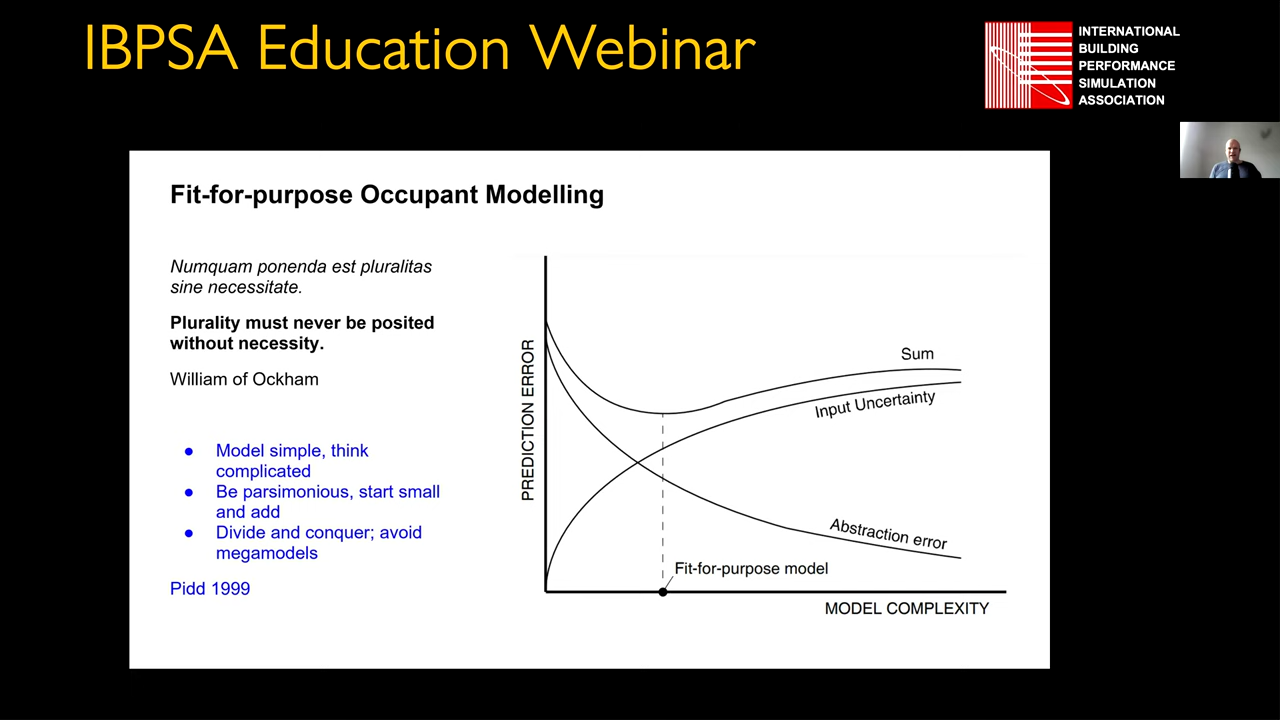 IBPSA Education Webinar
INTERNATIONAL
BUILDING
PERFORMANCE
SIMULATION
ASSOCIATION
Fit-for-purpose Occupant Modelling
Numquam ponenda est pluralitas
sine necessitate.
Plurality must never be posited
without necessity.
William of Ockham
● Model simple, think
complicated
● Be parsimonious, start small
and add
● Divide and conquer; avoid
megamodels
Pidd 1999
PREDICTION ERROR
Sum
Input Uncertainty
Abstraction error
Fit-for-purpose model
MODEL COMPLEXITY